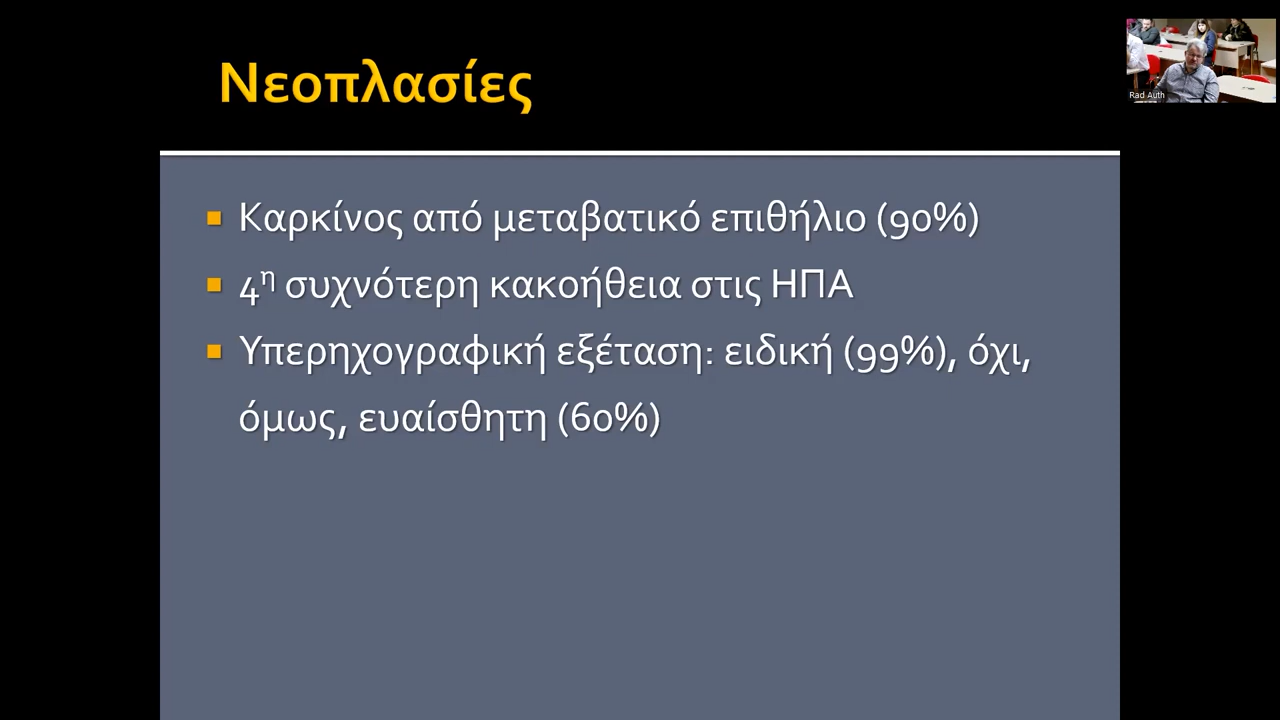 Νεοπλασίες
Καρκίνος από μεταβατικό επιθήλιο (90%)
4η συχνότερη κακοήθεια στις ΗΠΑ
Υπερηχογραφική εξέταση: ειδική (99%), όχι,
όμως, ευαίσθητη (60%)
Rad Auth